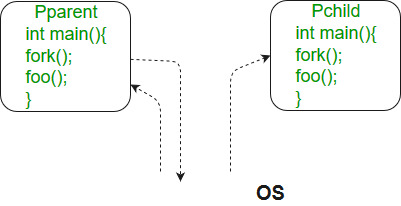 Pparent
int main(){
fork();
foo();
}
Pchild
int main(){
fork();
foo();
}
OS